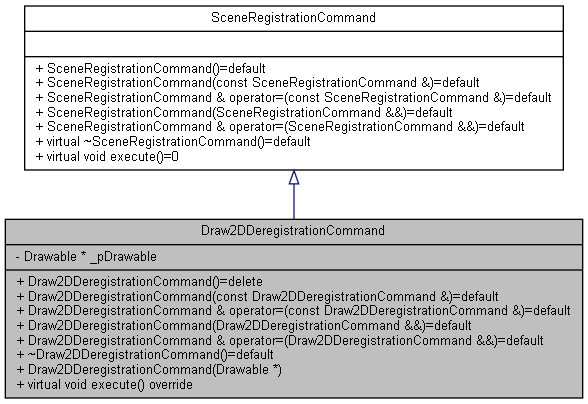 SceneRegistrationCommand
+ SceneRegistrationCommand()=default
+ SceneRegistrationCommand(const SceneRegistrationCommand &)=default
+ SceneRegistrationCommand & operator=(const SceneRegistrationCommand &)=default
+ SceneRegistrationCommand(SceneRegistrationCommand &&)=default
+ SceneRegistrationCommand & operator=(SceneRegistrationCommand &&)=default
+ virtual ~SceneRegistrationCommand()=default
+ virtual void execute()=0
Draw2DDeregistrationCommand
- Drawable * _pDrawable
+ Draw2DDeregistrationCommand()=delete
+ Draw2DDeregistrationCommand(const Draw2DDeregistrationCommand &)=default
+ Draw2DDeregistrationCommand & operator=(const Draw2DDeregistrationCommand &)=default
+ Draw2DDeregistrationCommand(Draw2DDeregistrationCommand &&)=default
+ Draw2DDeregistrationCommand & operator=(Draw2DDeregistrationCommand &&)=default
+ ~Draw2DDeregistrationCommand()=default
+ Draw2DDeregistrationCommand(Drawable *)
+ virtual void execute() override